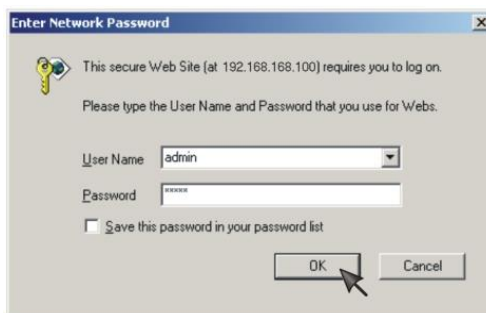 Enter Network Password
This secure Web Site (at 192.168.168.100) requires you to log on.
Please type the User Name and Password that you use for Webs.
User Name admin
Password xxxxx
Save this password in your password list
OK Cancel